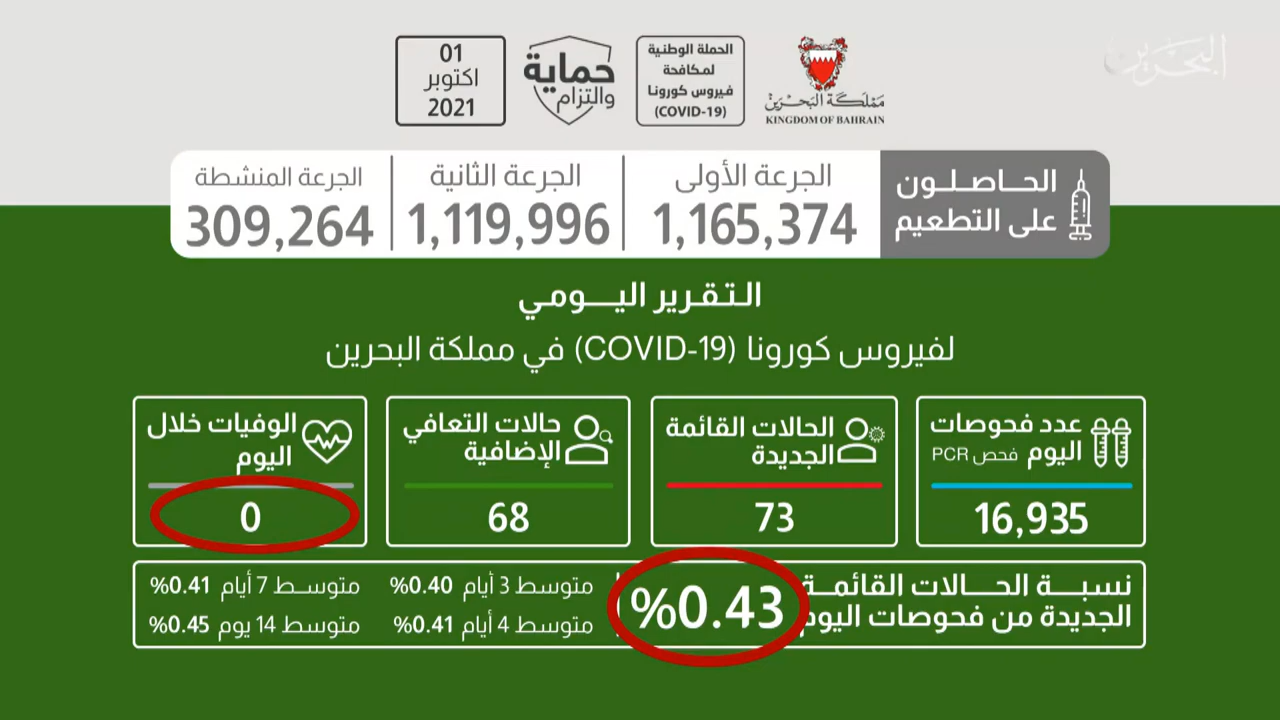 البحرين
مملكة البحرين
KINGDOM OF BAHRAIN
الحملة الوطنية
لمكافحة
فيروس كورونا
(COVID-19)
حماية
والتزام
01
اكتوبر
2021
الحاصلون
على التطعيم
الجرعة الأولى
1,165,374
الجرعة الثانية
1,119,996
الجرعة المنشطة
309,264
التقرير اليومي
لفيروس كورونا (COVID-19) في مملكة البحرين
عدد فحوصات
اليوم فحص PCR
16,935
الحالات القائمة
الجديدة
73
حالات التعافي
الإضافية
68
الوفيات خلال
اليوم
0
نسبة الحالات القائمة
الجديدة من فحوصات اليوم
%0.43
متوسط 3 أيام %0.40
متوسط 4 أيام %0.41
متوسط 7 أيام %0.41
متوسط 14 يوم %0.45